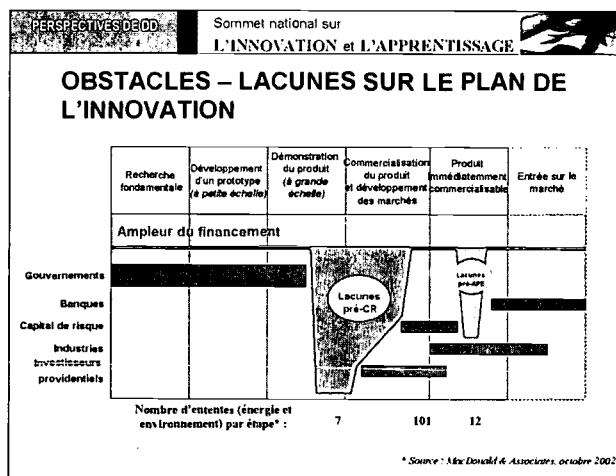 PERSPECTIVES DE DD
Sommet national sur
L'INNOVATION et L'APPRENTISSAGE
OBSTACLES – LACUNES SUR LE PLAN DE
L'INNOVATION
Recherche
fondamentale
Développement
d'un prototype
(à petite échelle)
Démonstration
du produit
(à grande
échelle)
Commercialisation
du produit
et développement
des marchés
Produit
immédiatemment
commercialisable
Entrée sur le
marché
Ampleur du financement
Gouvernements
Banques
Capital de risque
Industries
Investisseurs
providentiels
Lacunes
pré-CR
Lacunes
pré-APE
Nombre d'ententes (énergie et
environnement) par étape* :
7 101 12
* Source : MacDonald & Associates, octobre 2002